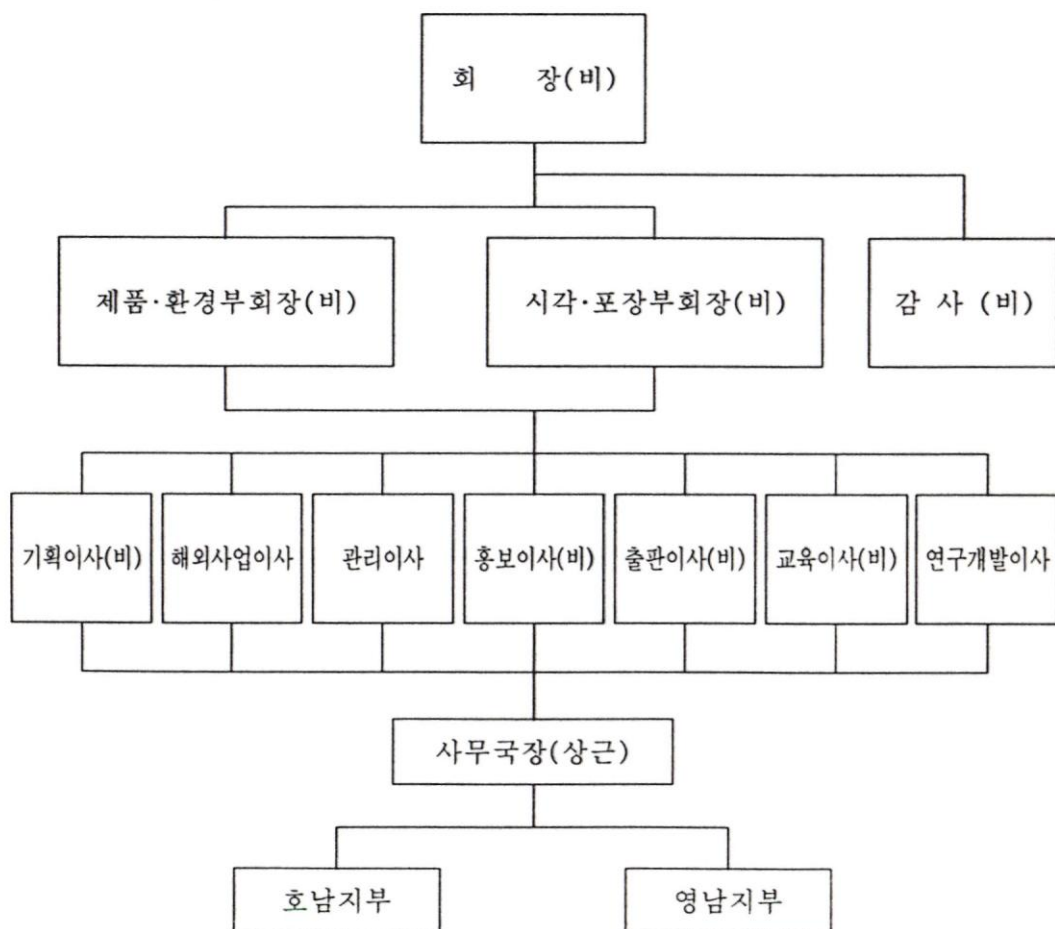 회 장(비)
제품·환경부회장(비) 시각·포장부회장(비) 감 사 (비)
기획이사(비) 해외사업이사 관리이사 홍보이사(비) 출판이사(비) 교육이사(비) 연구개발이사
사무국장(상근)
호남지부 영남지부